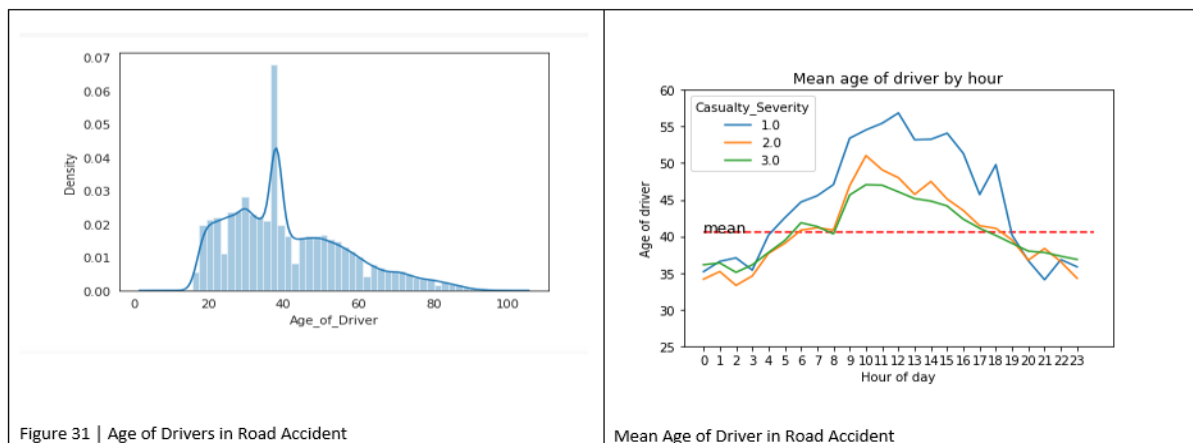 0.07
0.06
0.05
0.04
0.03
0.02
0.01
0.00
Density
0 20 40 60 80 100
Age_of_Driver
Figure 31 | Age of Drivers in Road Accident
Mean age of driver by hour
60
55
50
45
40
35
30
25
Age of driver
Casualty_Severity
1.0
2.0
3.0
mean
0 1 2 3 4 5 6 7 8 9 10 11 12 13 14 15 16 17 18 19 20 21 22 23
Hour of day
Mean Age of Driver in Road Accident